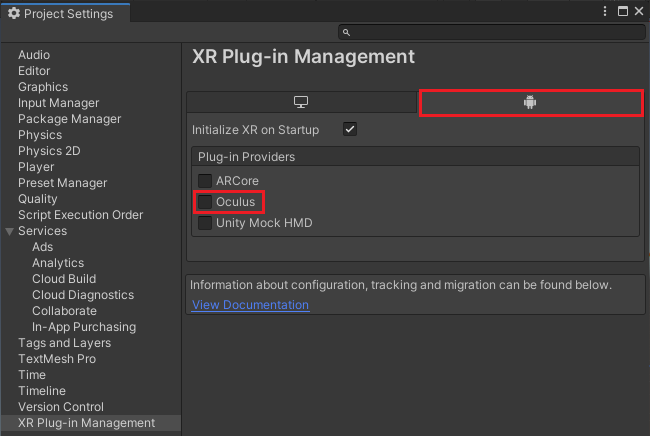 Project Settings
XR Plug-in Management
Audio
Editor
Graphics
Input Manager
Package Manager
Physics
Physics 2D
Player
Preset Manager
Quality
Script Execution Order
Services
Ads
Analytics
Cloud Build
Cloud Diagnostics
Collaborate
In-App Purchasing
Tags and Layers
TextMesh Pro
Time
Timeline
Version Control
XR Plug-in Management
Initialize XR on Startup
Plug-in Providers
ARCore
Oculus
Unity Mock HMD
Information about configuration, tracking and migration can be found below.
View Documentation